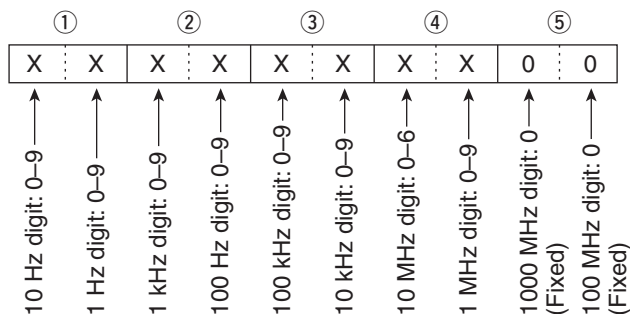 ① ② ③ ④ ⑤
X X X X X X X X 0 0
10 Hz digit: 0–9
1 Hz digit: 0–9
1 kHz digit: 0–9
100 Hz digit: 0–9
100 kHz digit: 0–9
10 kHz digit: 0–9
10 MHz digit: 0–6
1 MHz digit: 0–9
1000 MHz digit: 0
(Fixed)
100 MHz digit: 0
(Fixed)